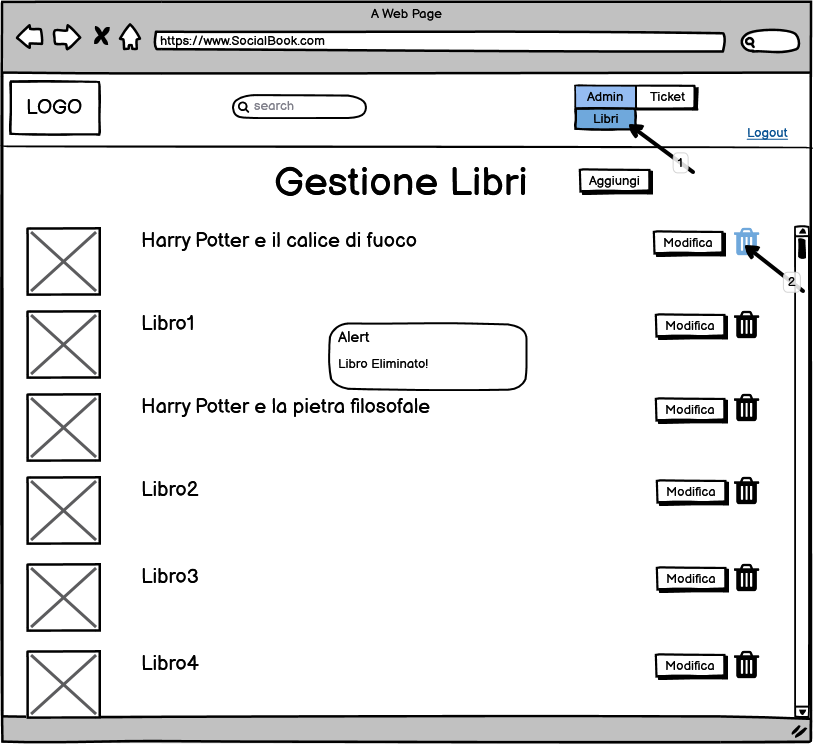 A Web Page
https://www.SocialBook.com
LOGO
search
Admin
Ticket
Libri
Logout
1
Gestione Libri
Aggiungi
Harry Potter e il calice di fuoco
Modifica
2
Libro1
Modifica
Alert
Libro Eliminato!
Harry Potter e la pietra filosofale
Modifica
Libro2
Modifica
Libro3
Modifica
Libro4
Modifica